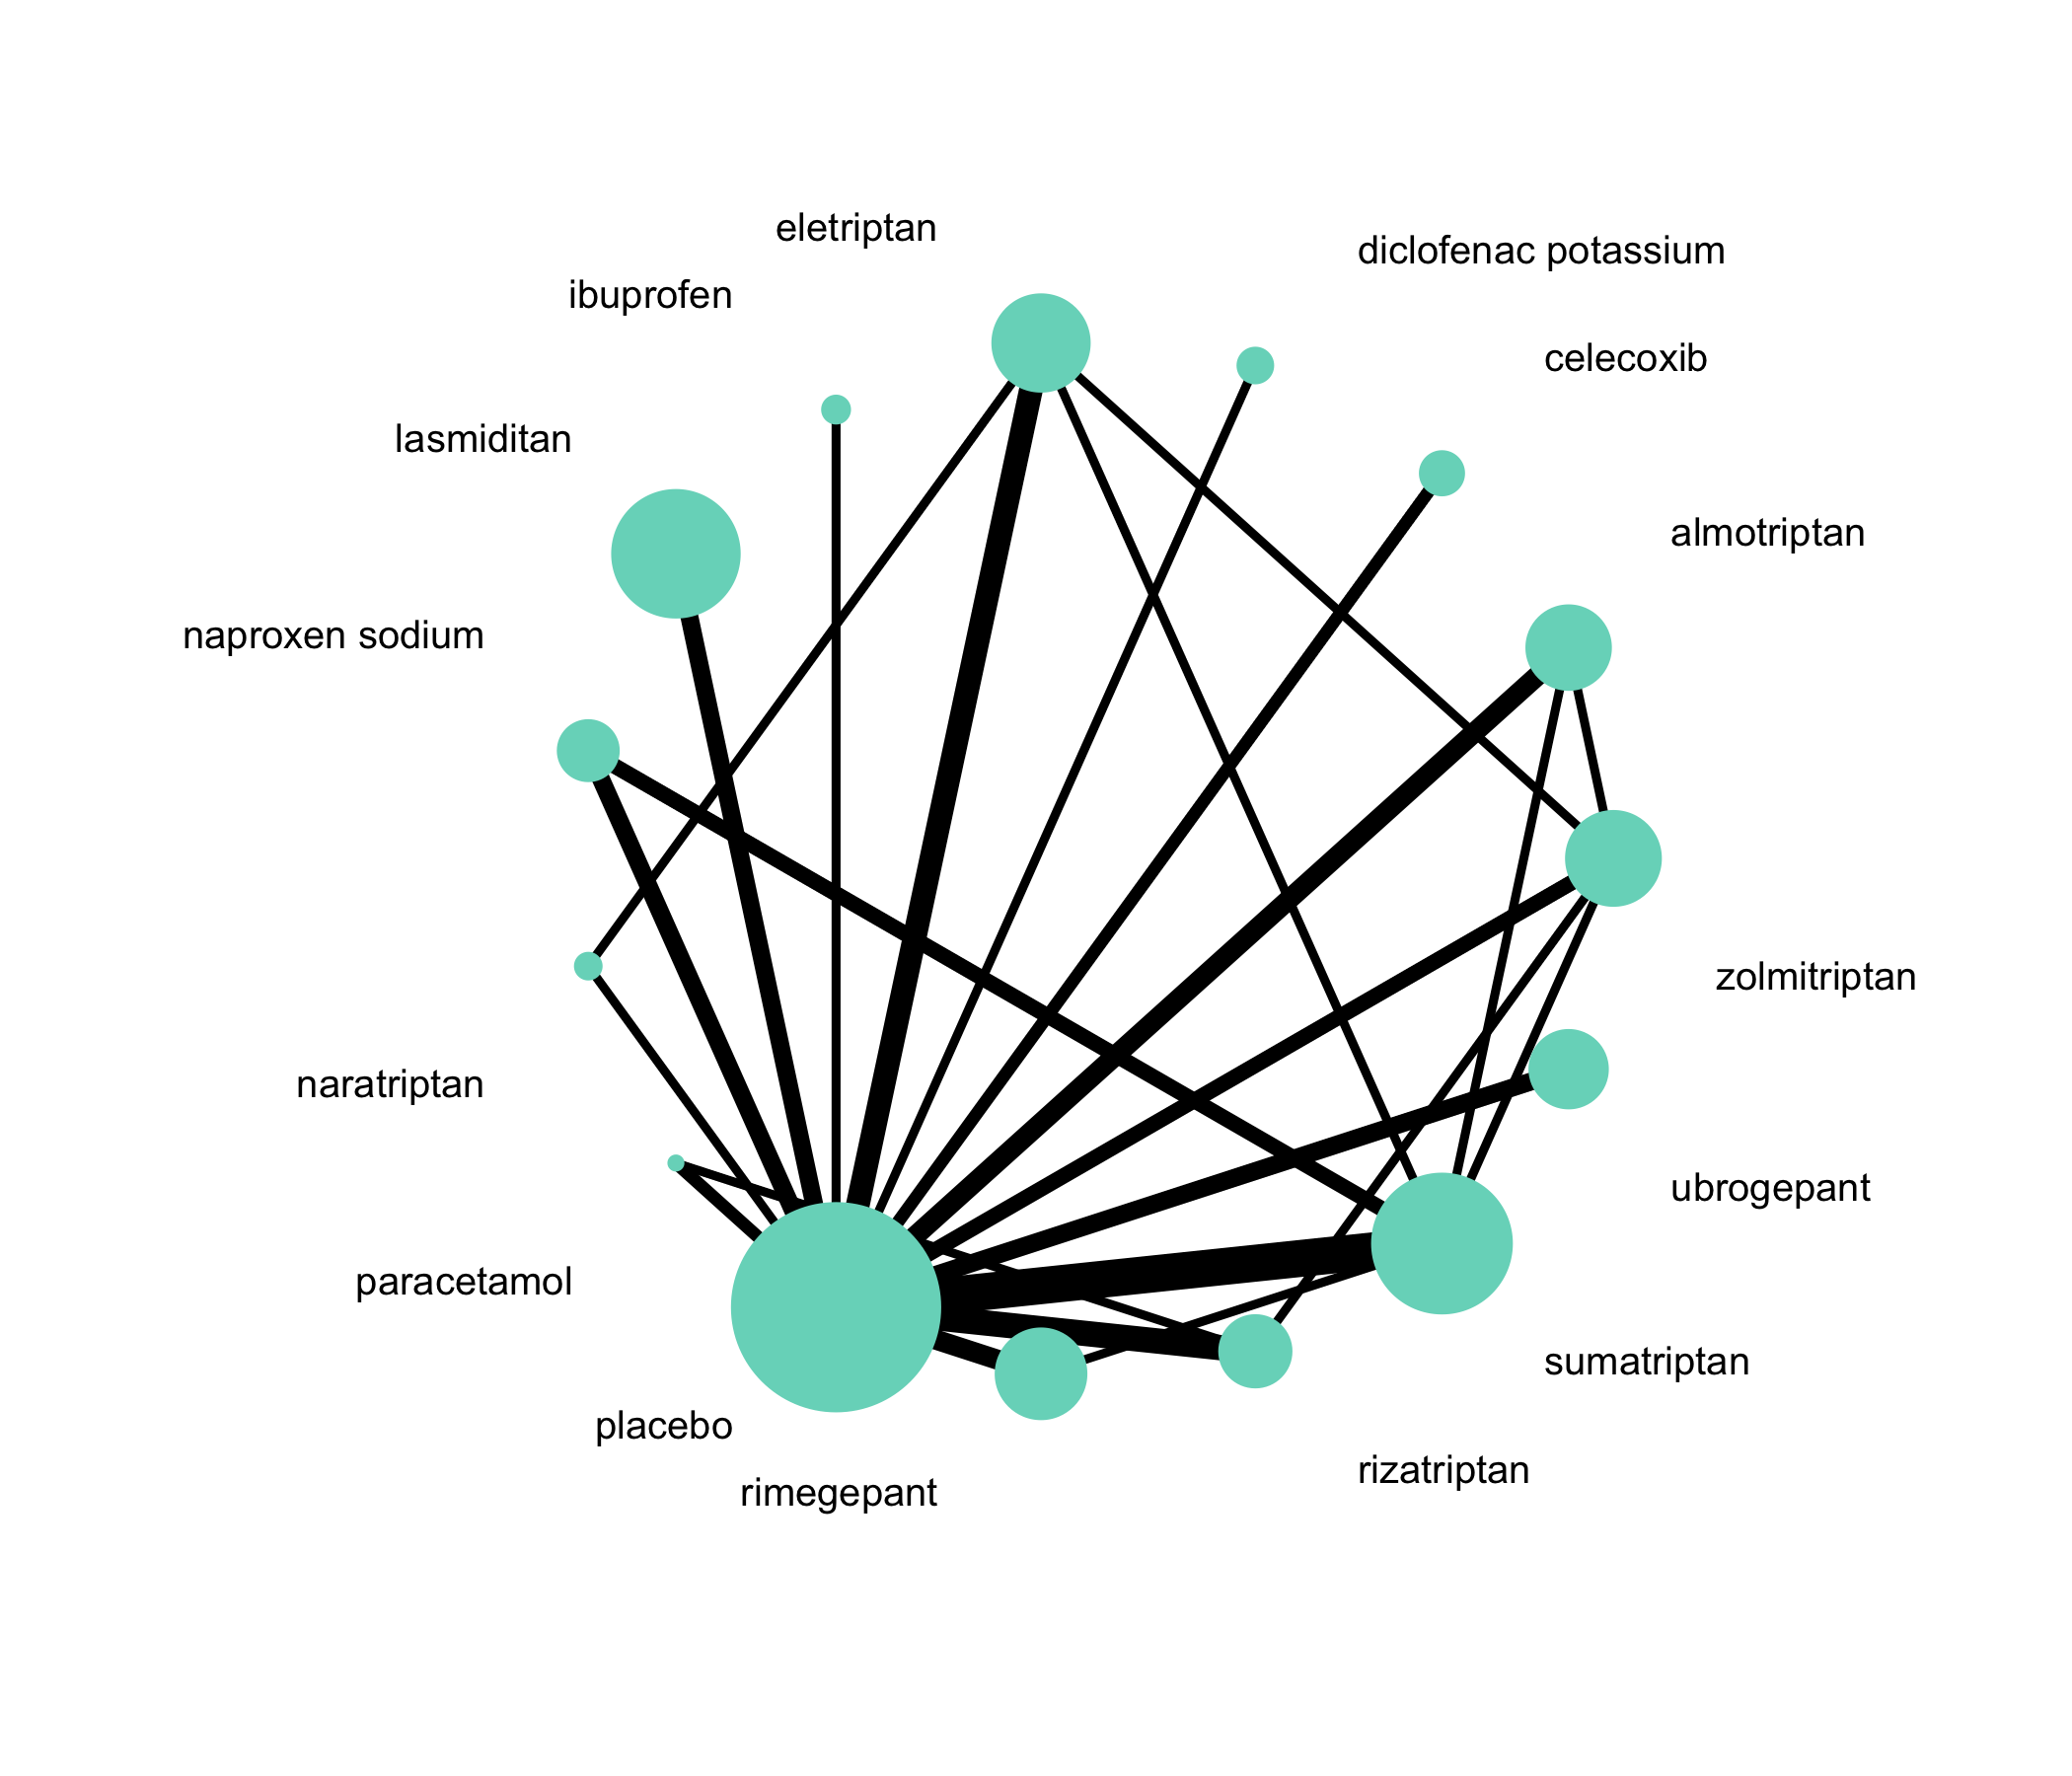 eletriptan
diclofenac potassium
ibuprofen
celecoxib
lasmiditan
almotriptan
naproxen sodium
zolmitriptan
naratriptan
ubrogepant
paracetamol
sumatriptan
placebo
rizatriptan
rimegepant